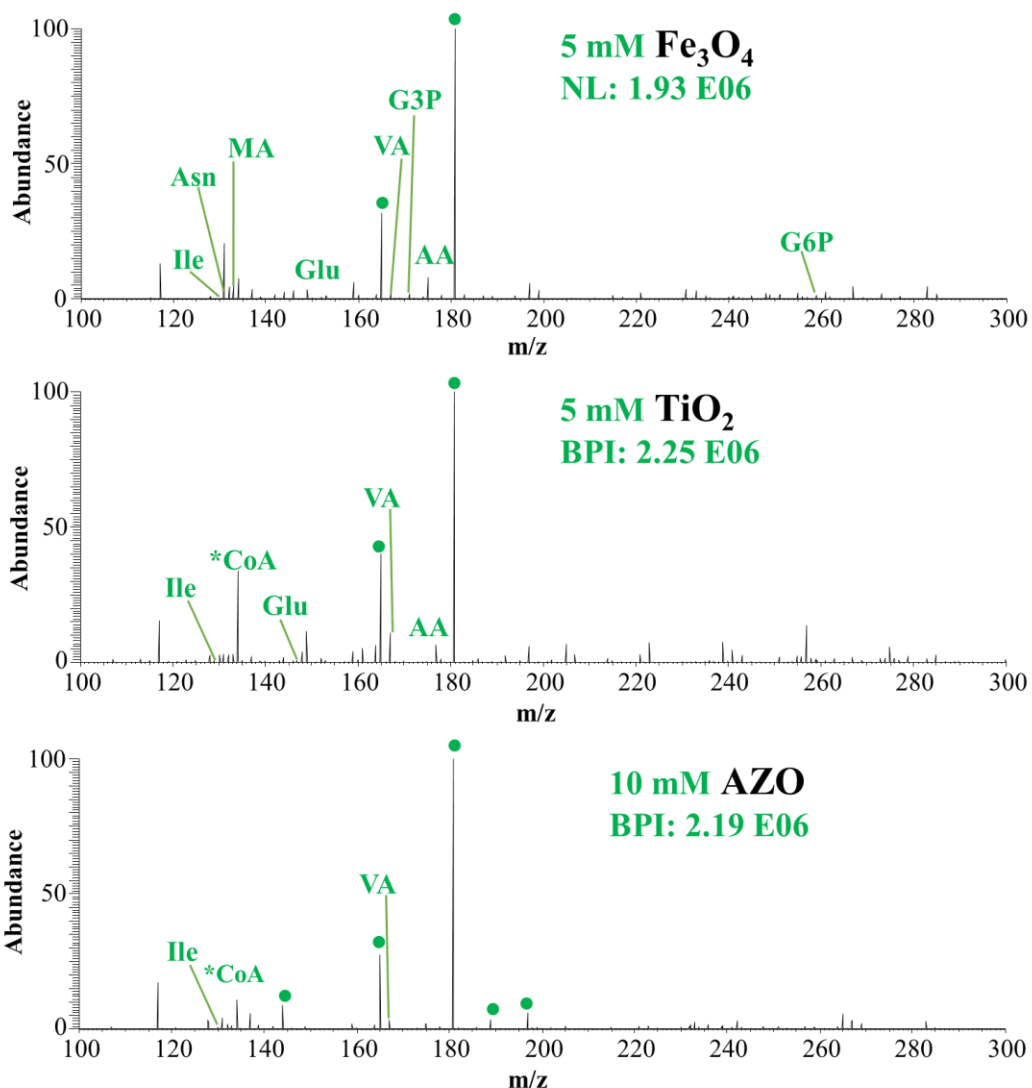 5 mM Fe₃O₄
NL: 1.93 E06
Abundance
100
50
0
Asn
MA
Ile
Glu
VA
G3P
AA
G6P
100 120 140 160 180 200 220 240 260 280 300
m/z
5 mM TiO₂
BPI: 2.25 E06
Abundance
100
50
0
Ile
*CoA
Glu
VA
AA
100 120 140 160 180 200 220 240 260 280 300
m/z
10 mM AZO
BPI: 2.19 E06
Abundance
100
50
0
Ile
*CoA
VA
100 120 140 160 180 200 220 240 260 280 300
m/z